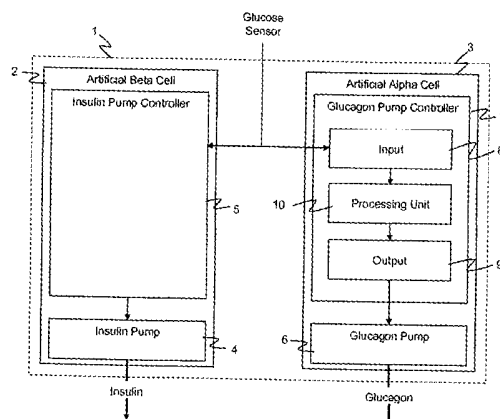 Glucose
Sensor
1
3
2
Artificial Beta Cell
Artificial Alpha Cell
Insulin Pump Controller
Glucagon Pump Controller
Input
10
Processing Unit
5
Output
9
Insulin Pump
4
6
Glucagon Pump
Insulin
Glucagon